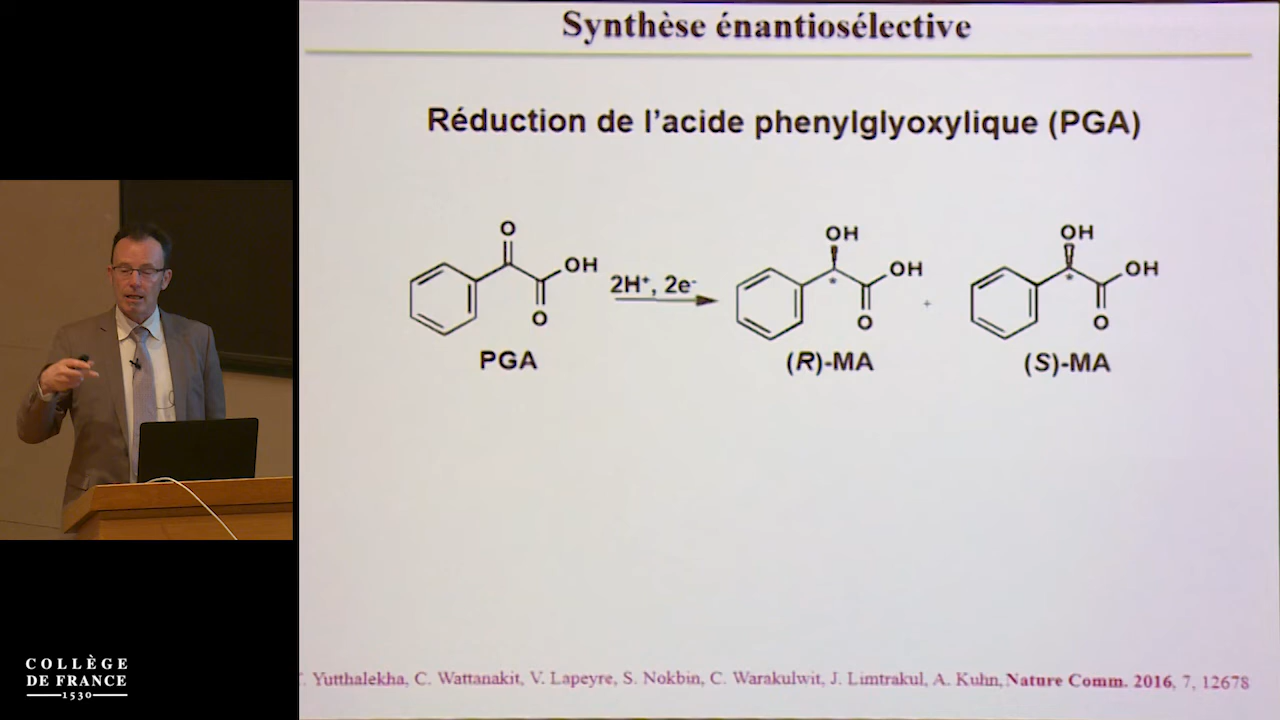 Synthèse énantiosélective
Réduction de l'acide phenylglyoxylique (PGA)
O
OH
O
PGA
2H⁺, 2e⁻
OH
OH
O
(R)-MA
+
OH
OH
O
(S)-MA
Yutthalekha, C. Wattanakit, V. Lapeyre, S. Nokbin, C. Warakulwit, J. Limtrakul, A. Kuhn, Nature Comm. 2016, 7, 12678
COLLÈGE
DE FRANCE
1530